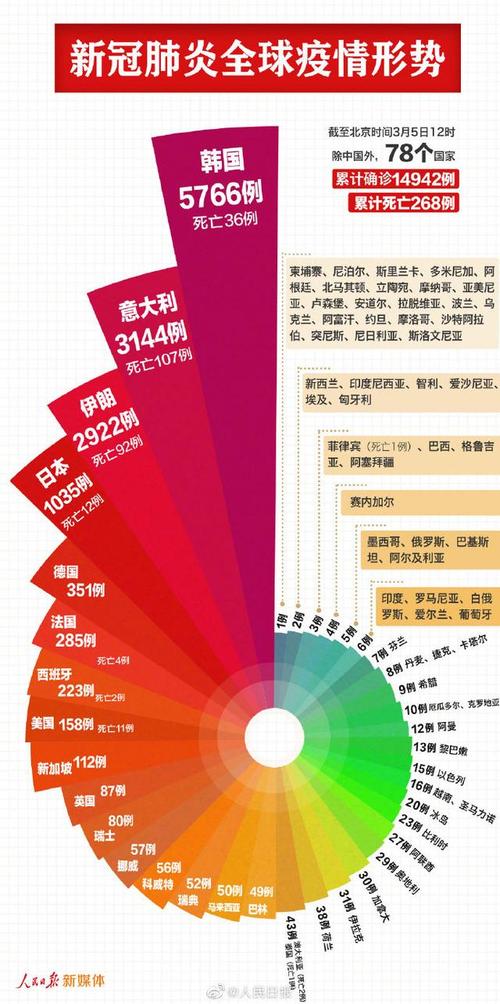 新冠肺炎全球疫情形势
截至北京时间3月5日12时
除中国外，78个国家
累计确诊14942例
累计死亡268例
韩国
5766例
死亡36例
意大利
3144例
死亡107例
伊朗
2922例
死亡92例
日本
1035例
死亡12例
德国
351例
法国
285例
死亡4例
西班牙
223例
死亡2例
美国
158例
死亡11例
新加坡
112例
英国
87例
瑞士
80例
挪威
57例
科威特
56例
瑞典
52例
马来西亚
50例
巴林
49例
43例
澳大利亚（死亡2例）
泰国（死亡1例）
38例 荷兰
31例 伊拉克
30例 加拿大
29例 奥地利
27例 阿联酋
23例 比利时
20例 冰岛
16例 越南、圣马力诺
15例 以色列
13例 黎巴嫩
12例 阿曼
10例 厄瓜多尔、克罗地亚
9例 希腊
8例 丹麦、捷克、卡塔尔
7例 芬兰
6例
印度、罗马尼亚、白俄
罗斯、爱尔兰、葡萄牙
5例
墨西哥、俄罗斯、巴基斯
坦、阿尔及利亚
4例
赛内加尔
3例
菲律宾（死亡1例）、巴西、格鲁吉
亚、阿塞拜疆
2例
新西兰、印度尼西亚、智利、爱沙尼亚、
埃及、匈牙利
1例
柬埔寨、尼泊尔、斯里兰卡、多米尼加、阿
根廷、北马其顿、立陶宛、摩纳哥、亚美尼
亚、卢森堡、安道尔、拉脱维亚、波兰、乌
克兰、阿富汗、约旦、摩洛哥、沙特阿拉
伯、突尼斯、尼日利亚、斯洛文尼亚
人民日报 新媒体
@人民日报